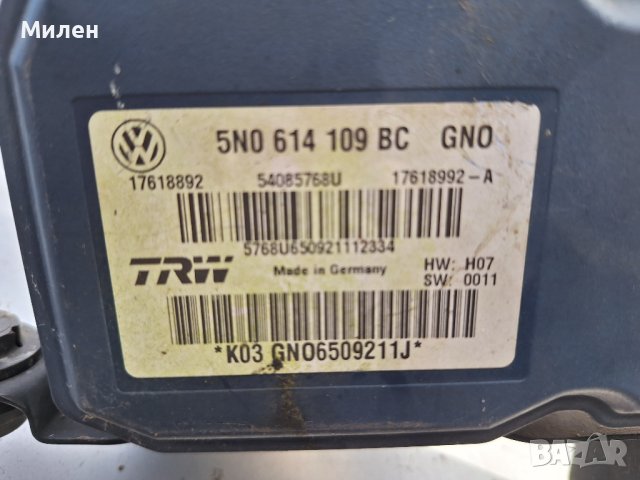 Милен
5N0 614 109 BC GNO
17618892 54085768U 17618992-A
5768U650921112334
TRW Made in Germany HW: H07
SW: 0011
*K03 GNO6509211J*
BAZAR